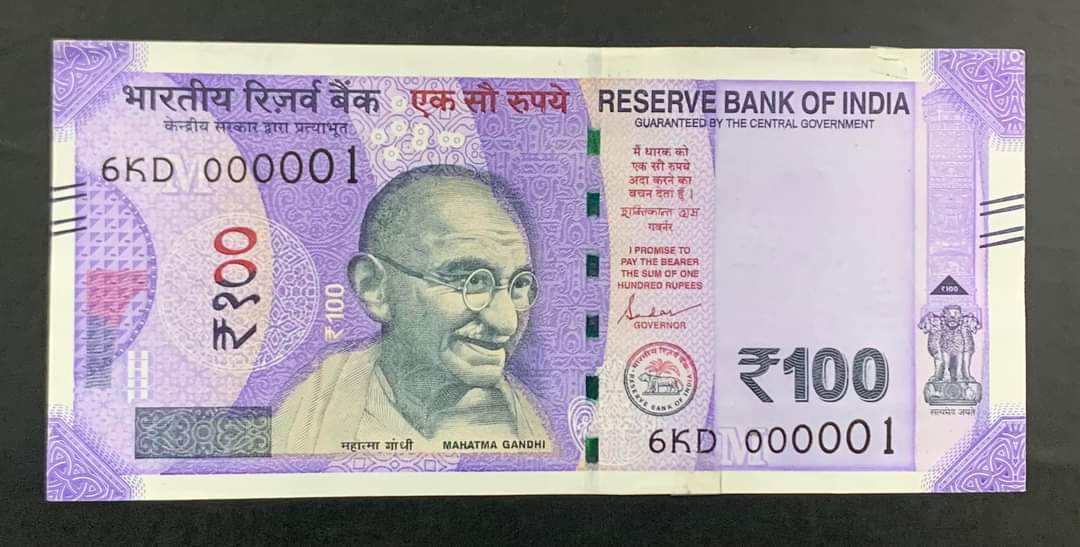 भारतीय रिज़र्व बैंक
एक सौ रुपये
RESERVE BANK OF INDIA
केन्द्रीय सरकार द्वारा प्रत्याभूत
GUARANTEED BY THE CENTRAL GOVERNMENT
6KD 000001
मैं धारक को
एक सौ रुपये
अदा करने का
वचन देता हूँ।
शक्तिकान्त दास
गवर्नर
I PROMISE TO
PAY THE BEARER
THE SUM OF ONE
HUNDRED RUPEES
GOVERNOR
₹१००
₹100
₹100
₹100
भारतीय रिज़र्व बैंक
RESERVE BANK OF INDIA
सत्यमेव जयते
6KD 000001
महात्मा गांधी
MAHATMA GANDHI
M
M